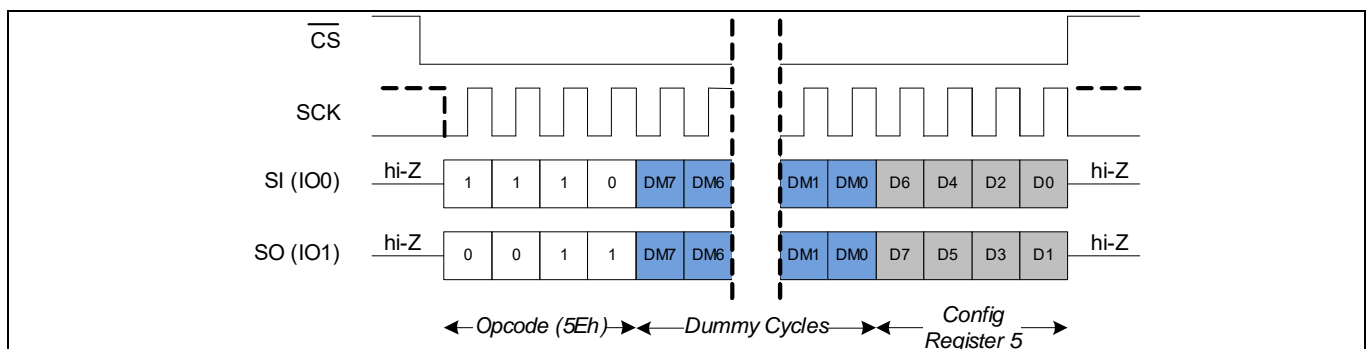 CS
SCK
SI (IO0) hi-Z 1 1 1 0 DM7 DM6 DM1 DM0 D6 D4 D2 D0 hi-Z
SO (IO1) hi-Z 0 0 1 1 DM7 DM6 DM1 DM0 D7 D5 D3 D1 hi-Z
Opcode (5Eh) Dummy Cycles Config
Register 5